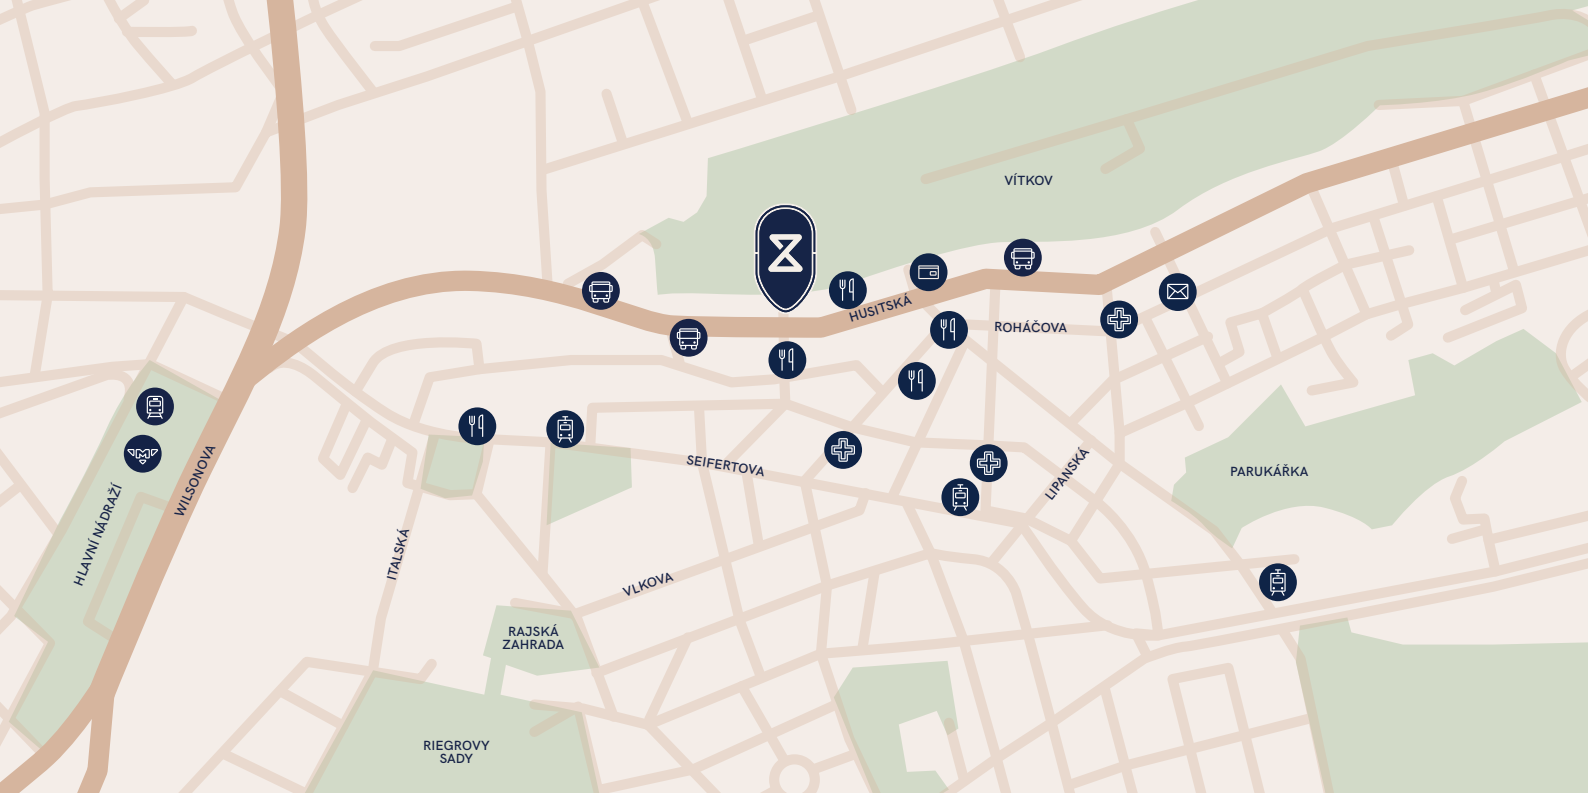 VÍTKOV
HUSITSKÁ
ROHÁČOVA
SEIFERTOVA
LIPANSKÁ
PARUKÁŘKA
WILSONOVA
HLAVNÍ NÁDRAŽÍ
ITALSKÁ
VLKOVA
RAJSKÁ
ZAHRADA
RIEGROVY
SADY